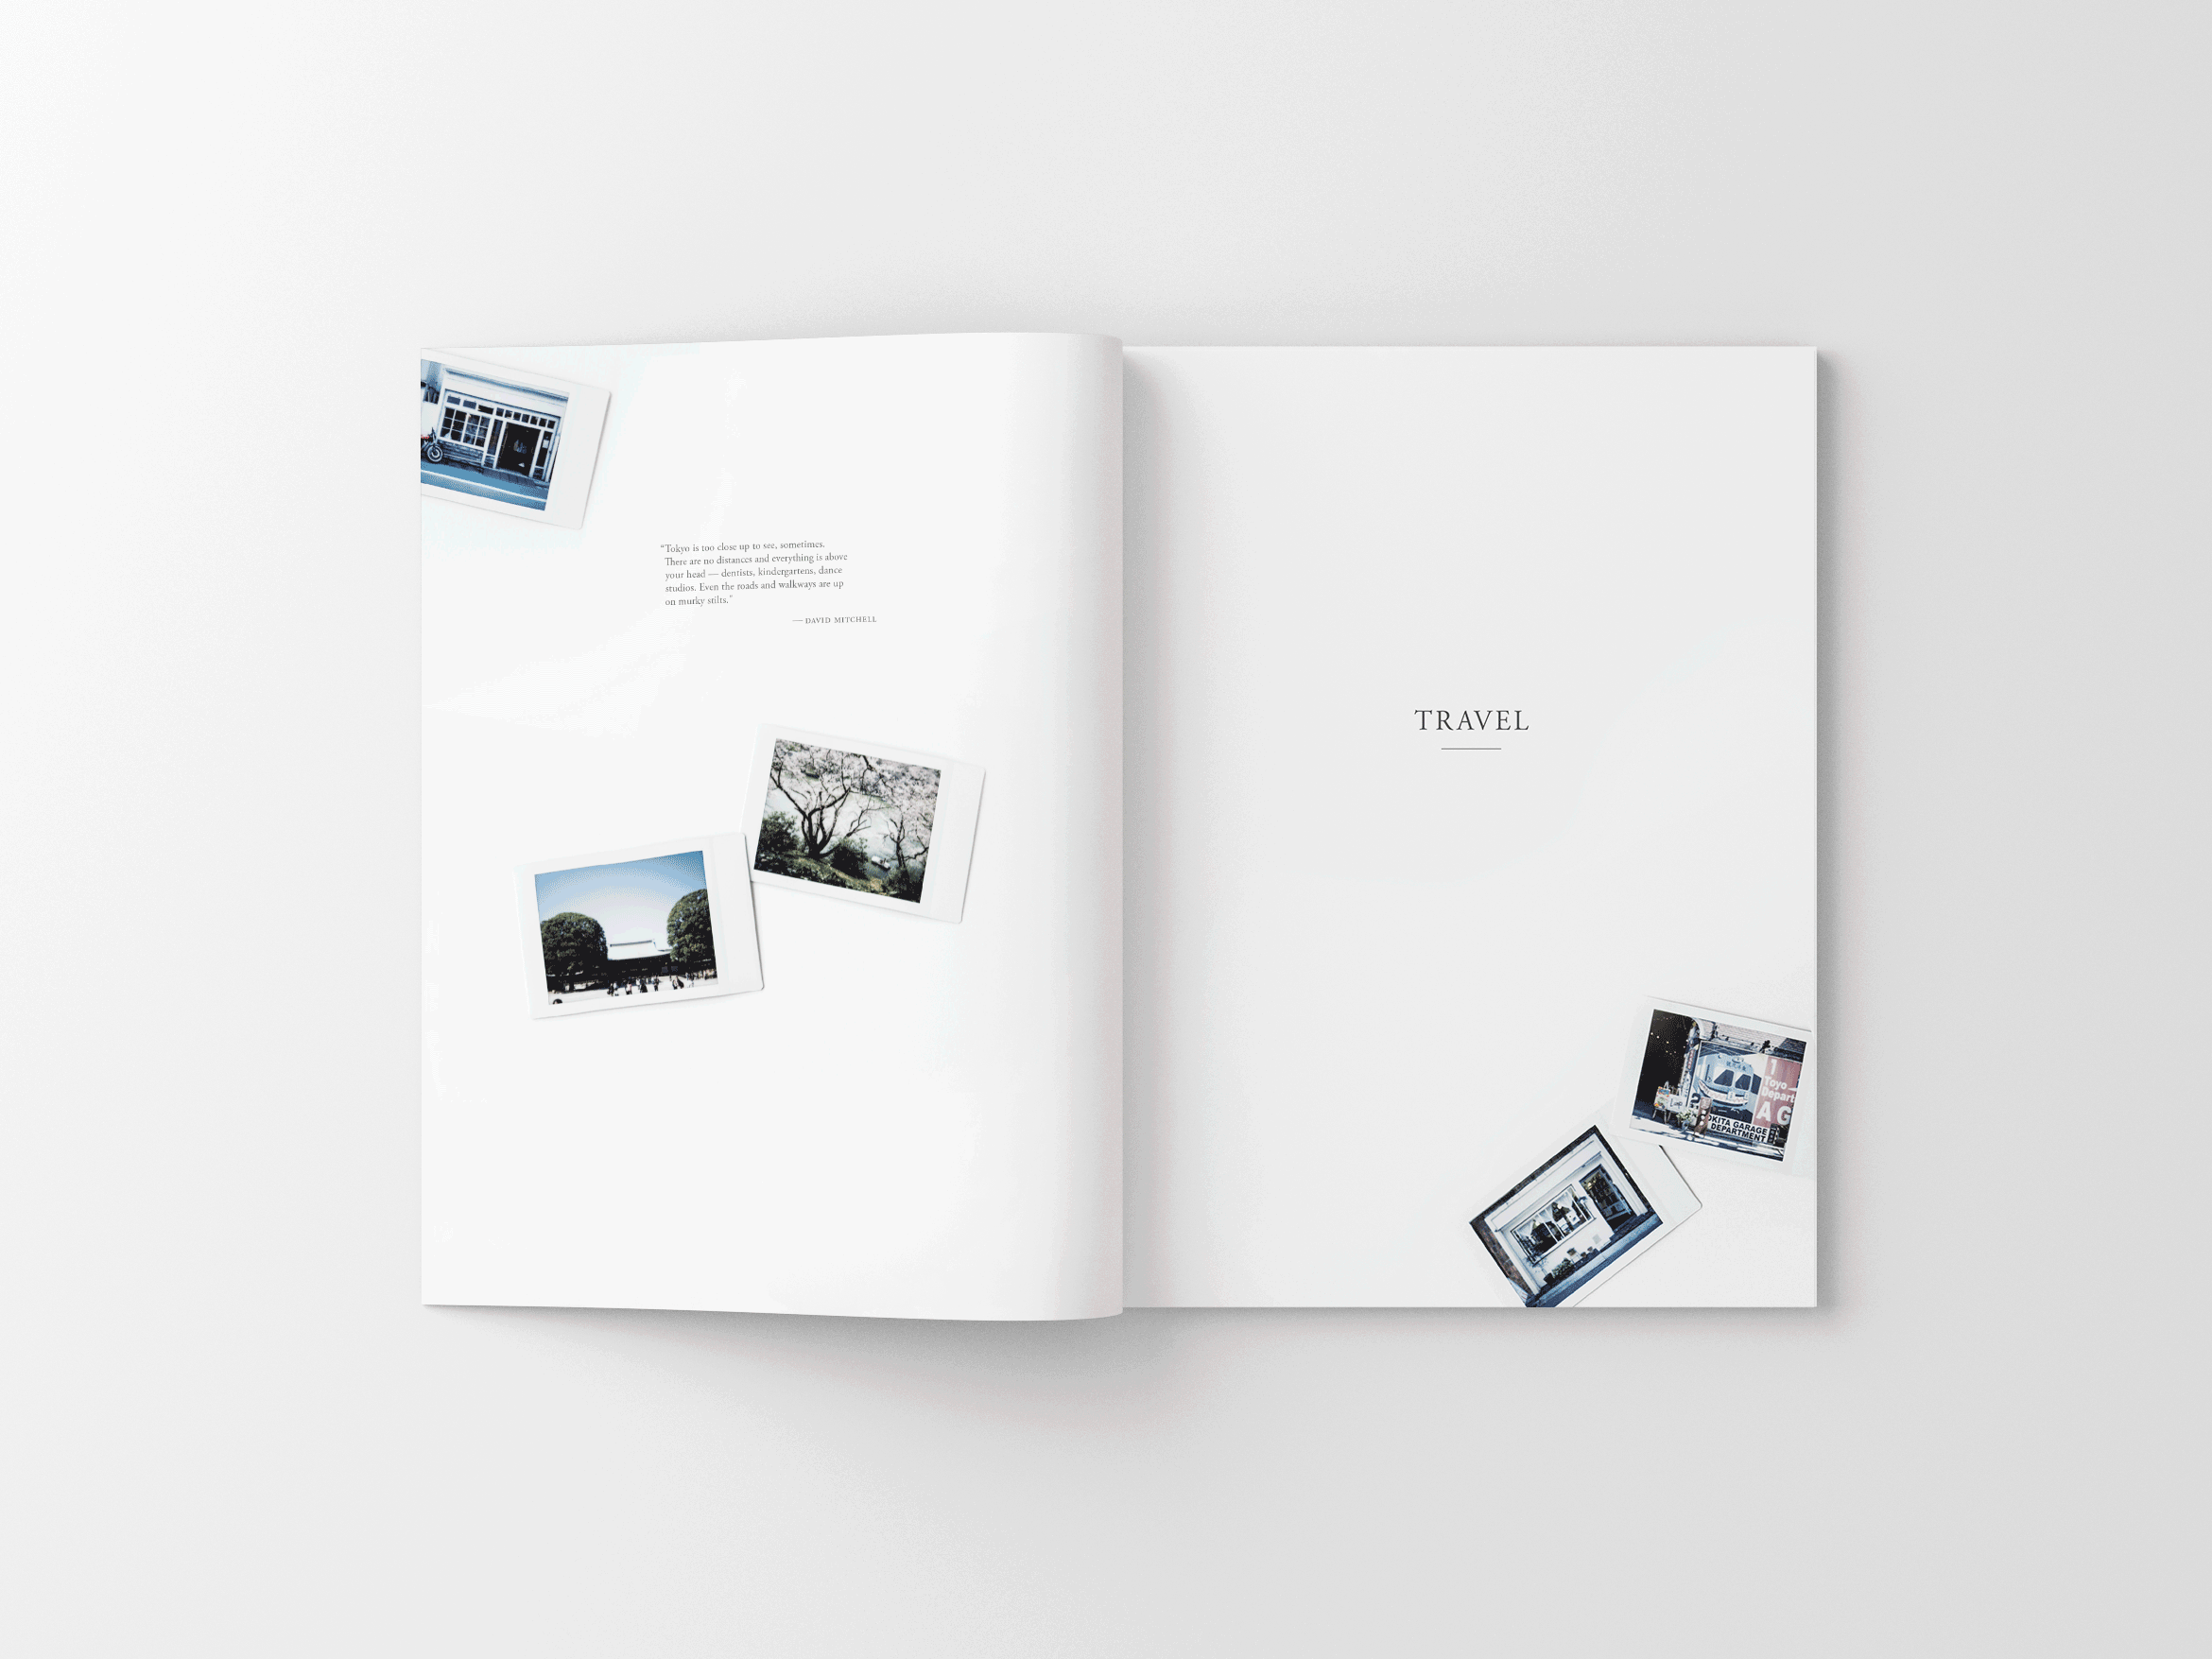 “Tokyo is too close up to see, sometimes.
There are no distances and everything is above
your head — dentists, kindergartens, dance
studios. Even the roads and walkways are up
on murky stilts.”
— DAVID MITCHELL
TRAVEL
1
Toyo
Depart
AG
OKITA GARAGE
DEPARTMENT